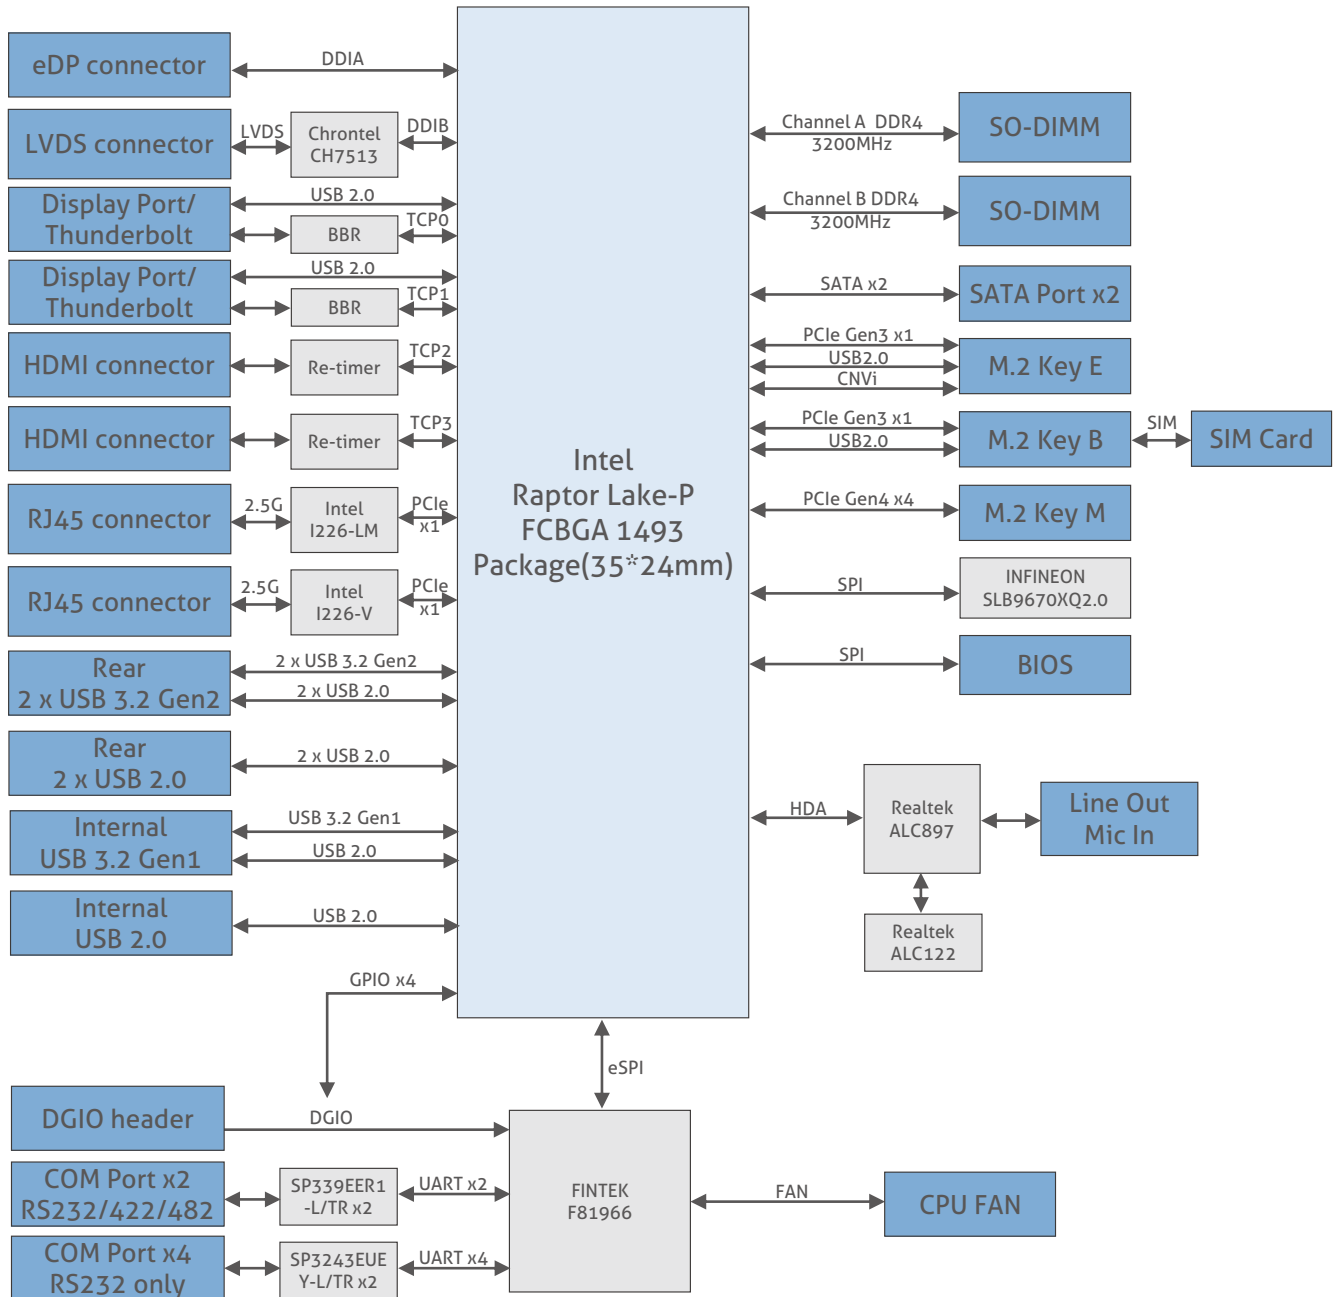 eDP connector
DDIA
LVDS connector
LVDS
Chrontel
CH7513
DDIB
Display Port/
Thunderbolt
USB 2.0
BBR
TCP0
Display Port/
Thunderbolt
USB 2.0
BBR
TCP1
HDMI connector
Re-timer
TCP2
HDMI connector
Re-timer
TCP3
RJ45 connector
2.5G
Intel
I226-LM
PCIe
x1
RJ45 connector
2.5G
Intel
I226-V
PCIe
x1
Rear
2 x USB 3.2 Gen2
2 x USB 3.2 Gen2
2 x USB 2.0
Rear
2 x USB 2.0
2 x USB 2.0
Internal
USB 3.2 Gen1
USB 3.2 Gen1
USB 2.0
Internal
USB 2.0
USB 2.0
GPIO x4
Intel
Raptor Lake-P
FCBGA 1493
Package(35*24mm)
Channel A DDR4
3200MHz
SO-DIMM
Channel B DDR4
3200MHz
SO-DIMM
SATA x2
SATA Port x2
PCIe Gen3 x1
USB2.0
CNVi
M.2 Key E
PCIe Gen3 x1
USB2.0
M.2 Key B
SIM
SIM Card
PCIe Gen4 x4
M.2 Key M
SPI
INFINEON
SLB9670XQ2.0
SPI
BIOS
HDA
Realtek
ALC897
Line Out
Mic In
Realtek
ALC122
eSPI
DGIO header
DGIO
COM Port x2
RS232/422/482
SP339EER1
-L/TR x2
UART x2
COM Port x4
RS232 only
SP3243EUE
Y-L/TR x2
UART x4
FINTEK
F81966
FAN
CPU FAN